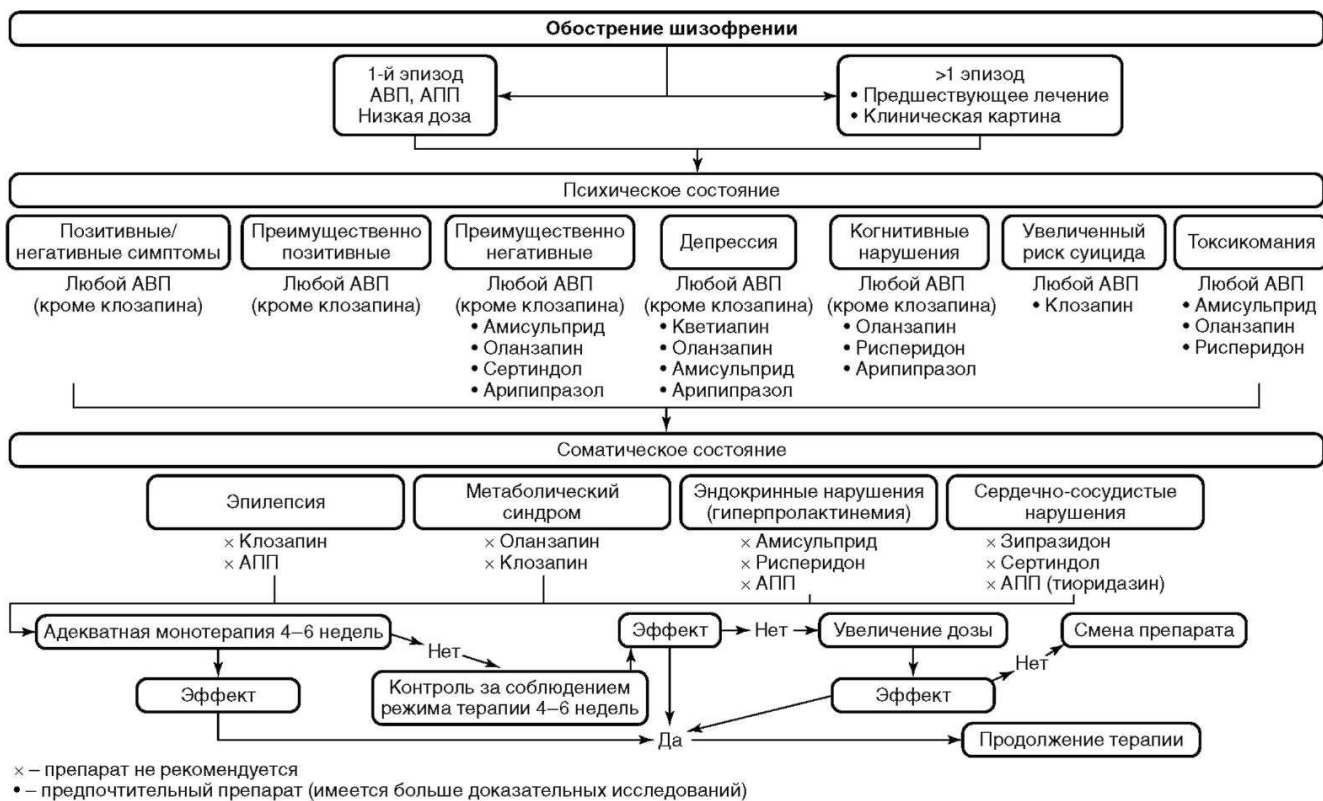 Обострение шизофрении
1-й эпизод
АВП, АПП
Низкая доза
>1 эпизод
• Предшествующее лечение
• Клиническая картина
Психическое состояние
Позитивные/
негативные симптомы
Любой АВП
(кроме клозапина)
Преимущественно
позитивные
Любой АВП
(кроме клозапина)
Преимущественно
негативные
Любой АВП
(кроме клозапина)
• Амисульприд
• Оланзапин
• Сертиндол
• Арипипразол
Депрессия
Любой АВП
(кроме клозапина)
• Кветиапин
• Оланзапин
• Амисульприд
• Арипипразол
Когнитивные
нарушения
Любой АВП
(кроме клозапина)
• Оланзапин
• Рисперидон
• Арипипразол
Увеличенный
риск суицида
Любой АВП
• Клозапин
Токсикомания
Любой АВП
• Амисульприд
• Оланзапин
• Рисперидон
Соматическое состояние
Эпилепсия
× Клозапин
× АПП
Метаболический
синдром
× Оланзапин
× Клозапин
Эндокринные нарушения
(гиперпролактинемия)
× Амисульприд
× Рисперидон
× АПП
Сердечно-сосудистые
нарушения
× Зипразидон
× Сертиндол
× АПП (тиоридазин)
Адекватная монотерапия 4–6 недель
Нет
Эффект
Контроль за соблюдением
режима терапии 4–6 недель
Эффект
Нет
Увеличение дозы
Эффект
Нет
Смена препарата
Да
Продолжение терапии
× – препарат не рекомендуется
• – предпочтительный препарат (имеется больше доказательных исследований)